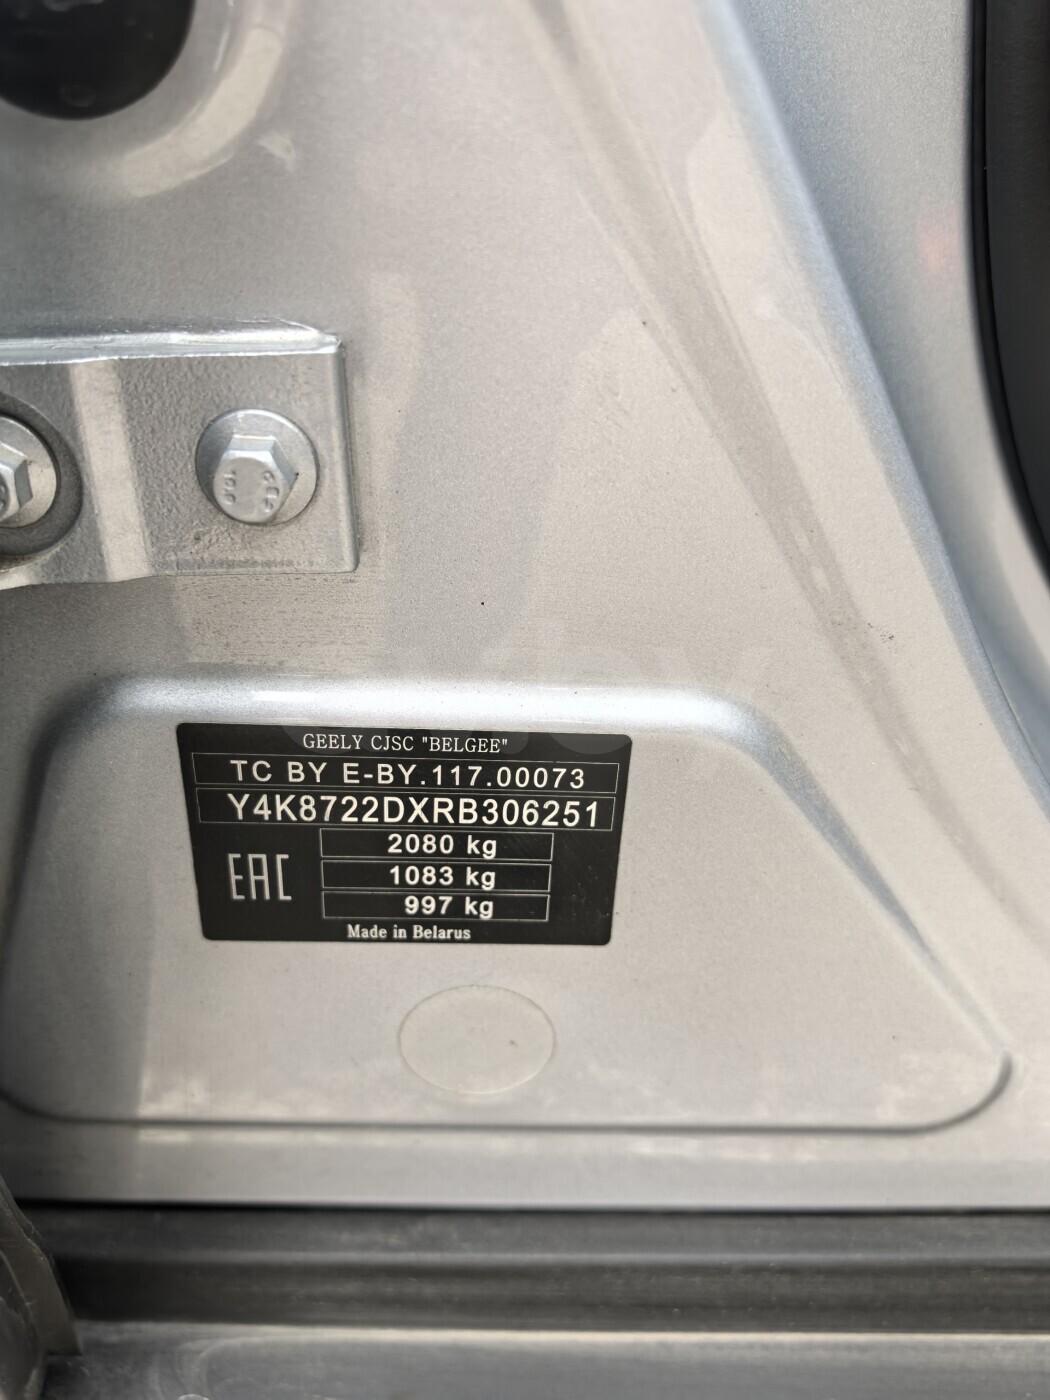 GEELY CJSC "BELGEE"
TC BY E-BY.117.00073
Y4K8722DXRB306251
2080 kg
EAC
1083 kg
997 kg
Made in Belarus